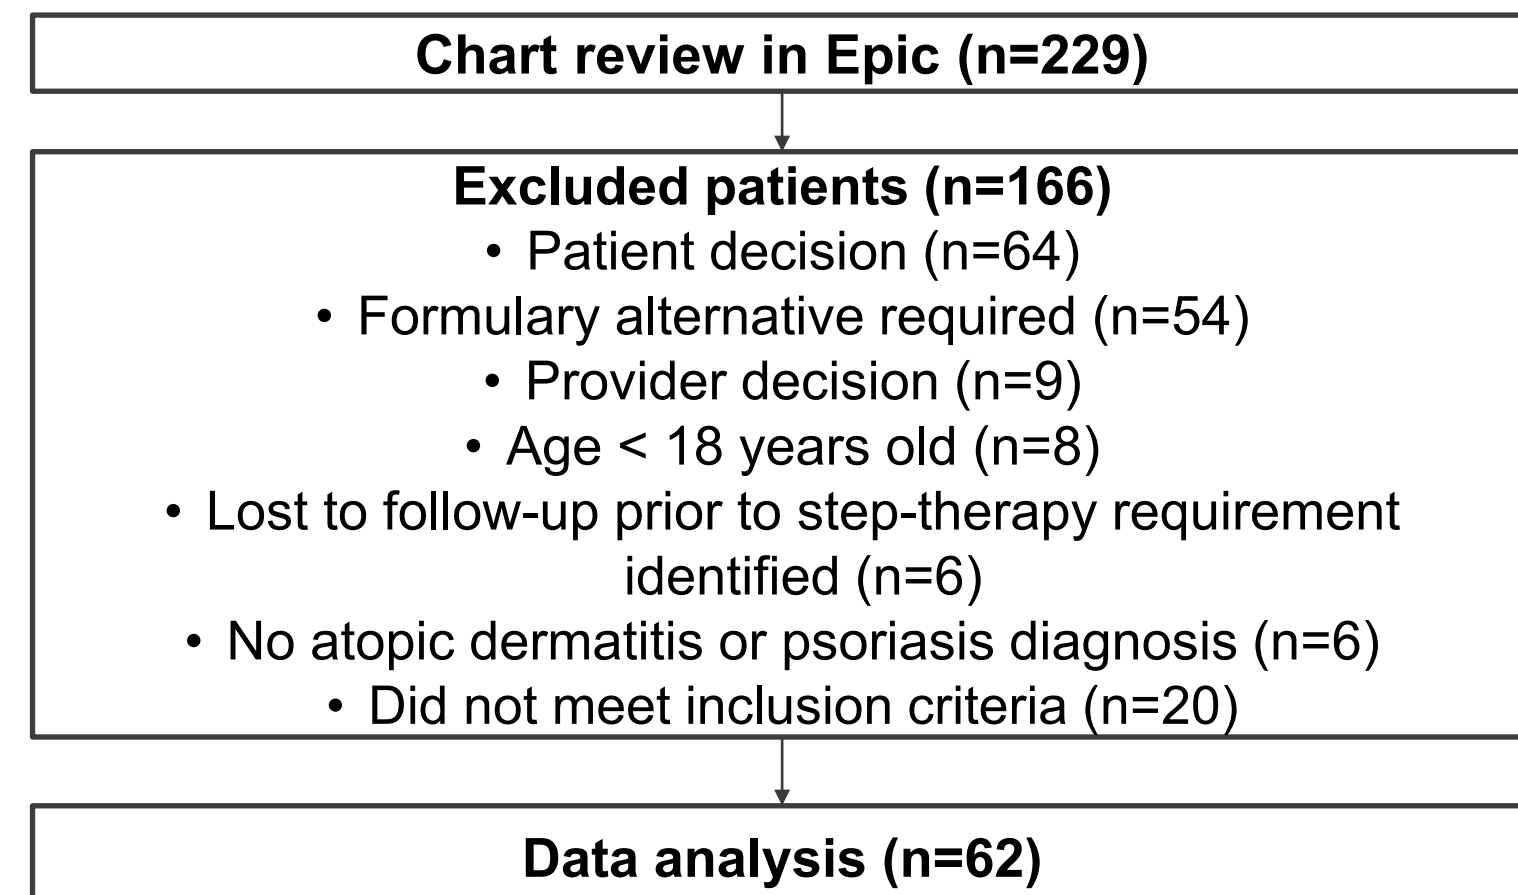 Chart review in Epic (n=229)
Excluded patients (n=166)
• Patient decision (n=64)
• Formulary alternative required (n=54)
• Provider decision (n=9)
• Age < 18 years old (n=8)
• Lost to follow-up prior to step-therapy requirement
identified (n=6)
• No atopic dermatitis or psoriasis diagnosis (n=6)
• Did not meet inclusion criteria (n=20)
Data analysis (n=62)